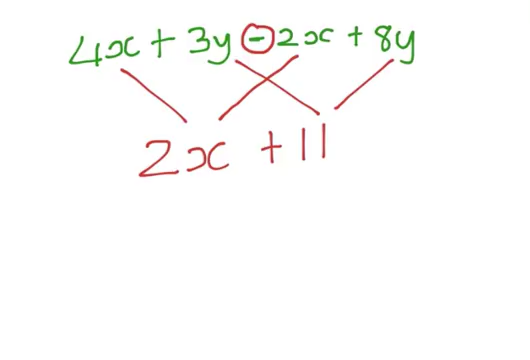 4x + 3y - 2x + 8y
2x + 11